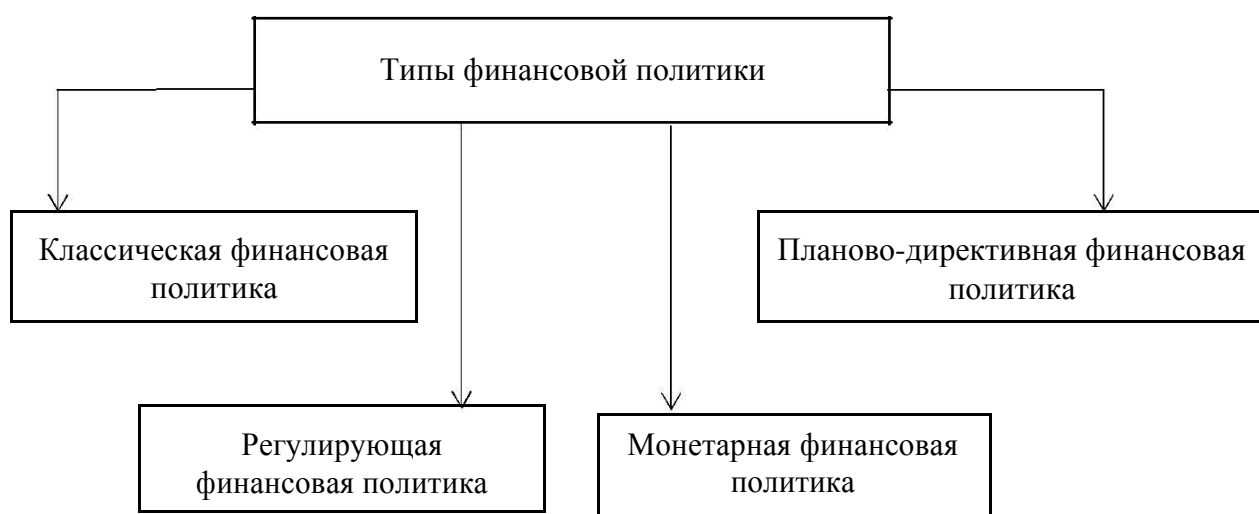 Типы финансовой политики
Классическая финансовая
политика
Планово-директивная финансовая
политика
Регулирующая
финансовая политика
Монетарная финансовая
политика